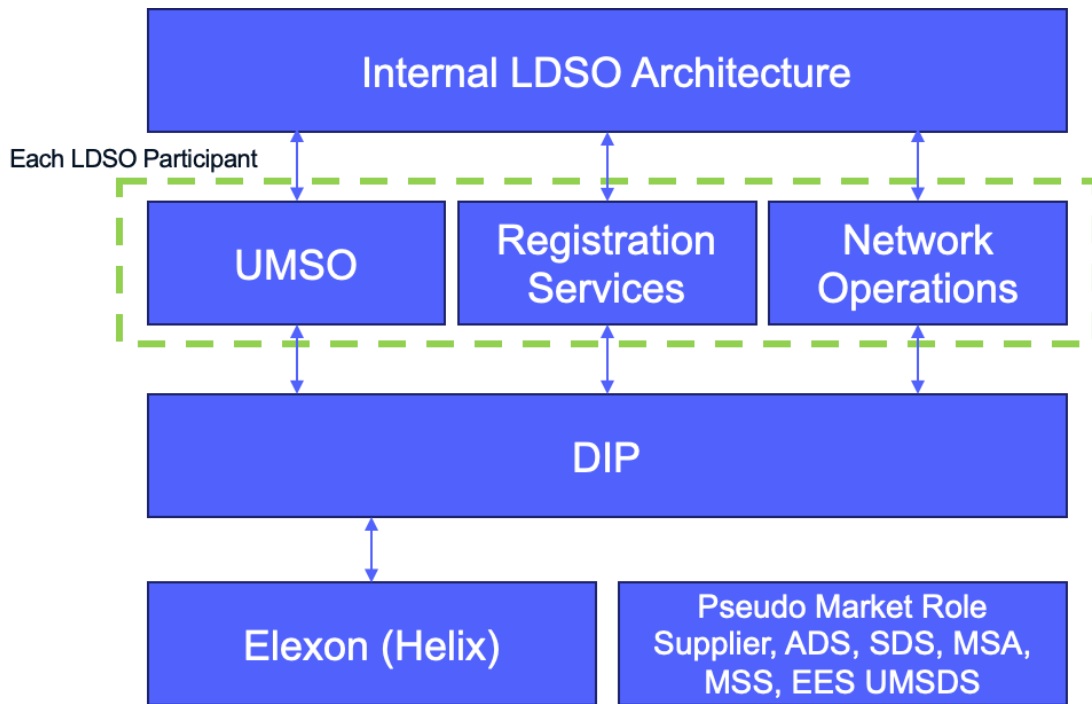 Internal LDSO Architecture
Each LDSO Participant
UMSO
Registration
Services
Network
Operations
DIP
Elexon (Helix)
Pseudo Market Role
Supplier, ADS, SDS, MSA,
MSS, EES UMSDS